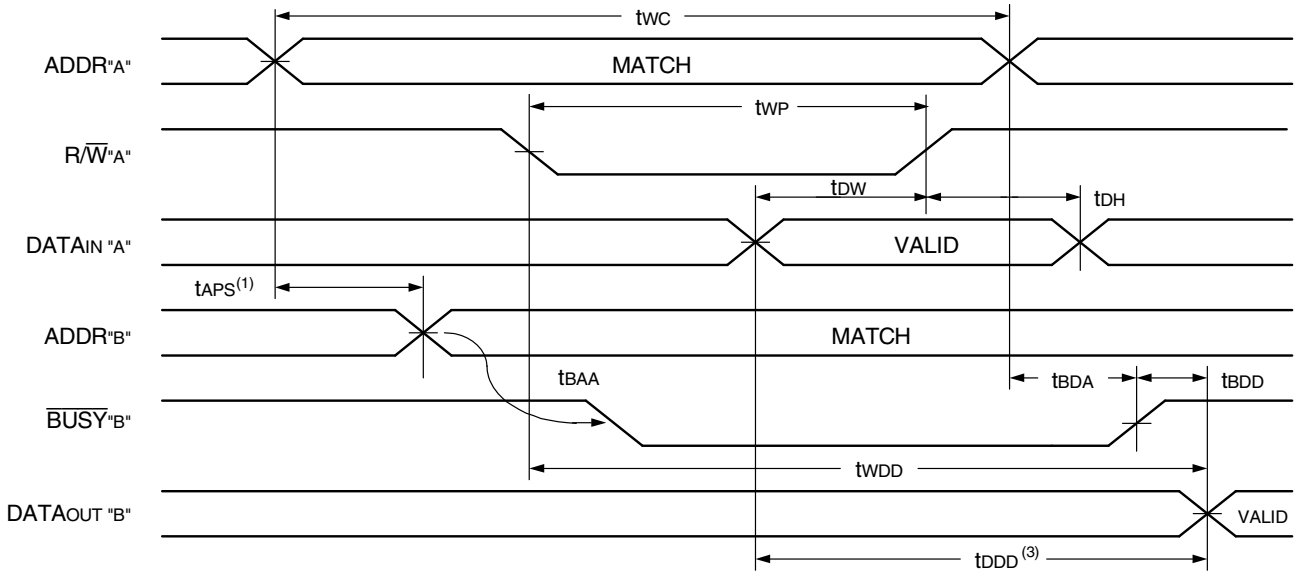 tWC
ADDR"A"
MATCH
tWP
R/W̅"A"
tDW
tDH
DATAIN "A"
VALID
tAPS(1)
ADDR"B"
MATCH
tBAA
tBDA
tBDD
B̅U̅S̅Y̅"B"
tWDD
DATAOUT "B"
VALID
tDDD(3)